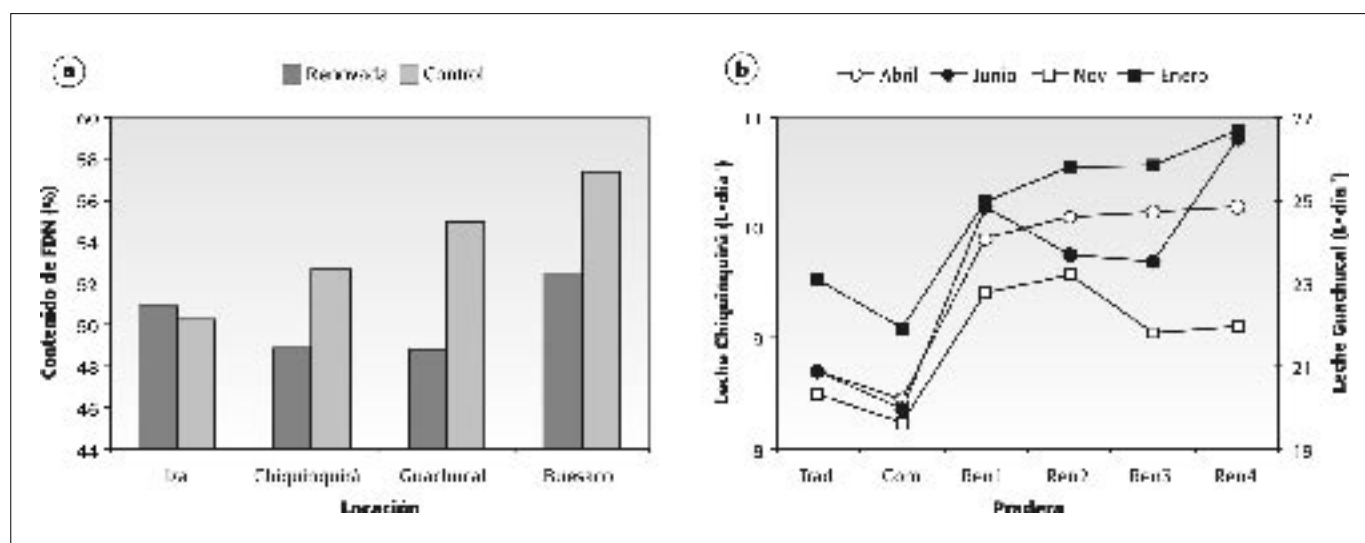 a
Renovada Control
60
58
56
54
52
50
48
46
44
Contenido de FDN (%)
Iza Chiquinquirá Guachucal Buesaco
Locación
b
Abril Junio Nov Enero
11
10
9
Leche Chiquinquirá (L•día⁻¹)
27
25
23
21
19
Leche Guachucal (L•día⁻¹)
Trad Com Ren1 Ren2 Ren3 Ren4
Pradera